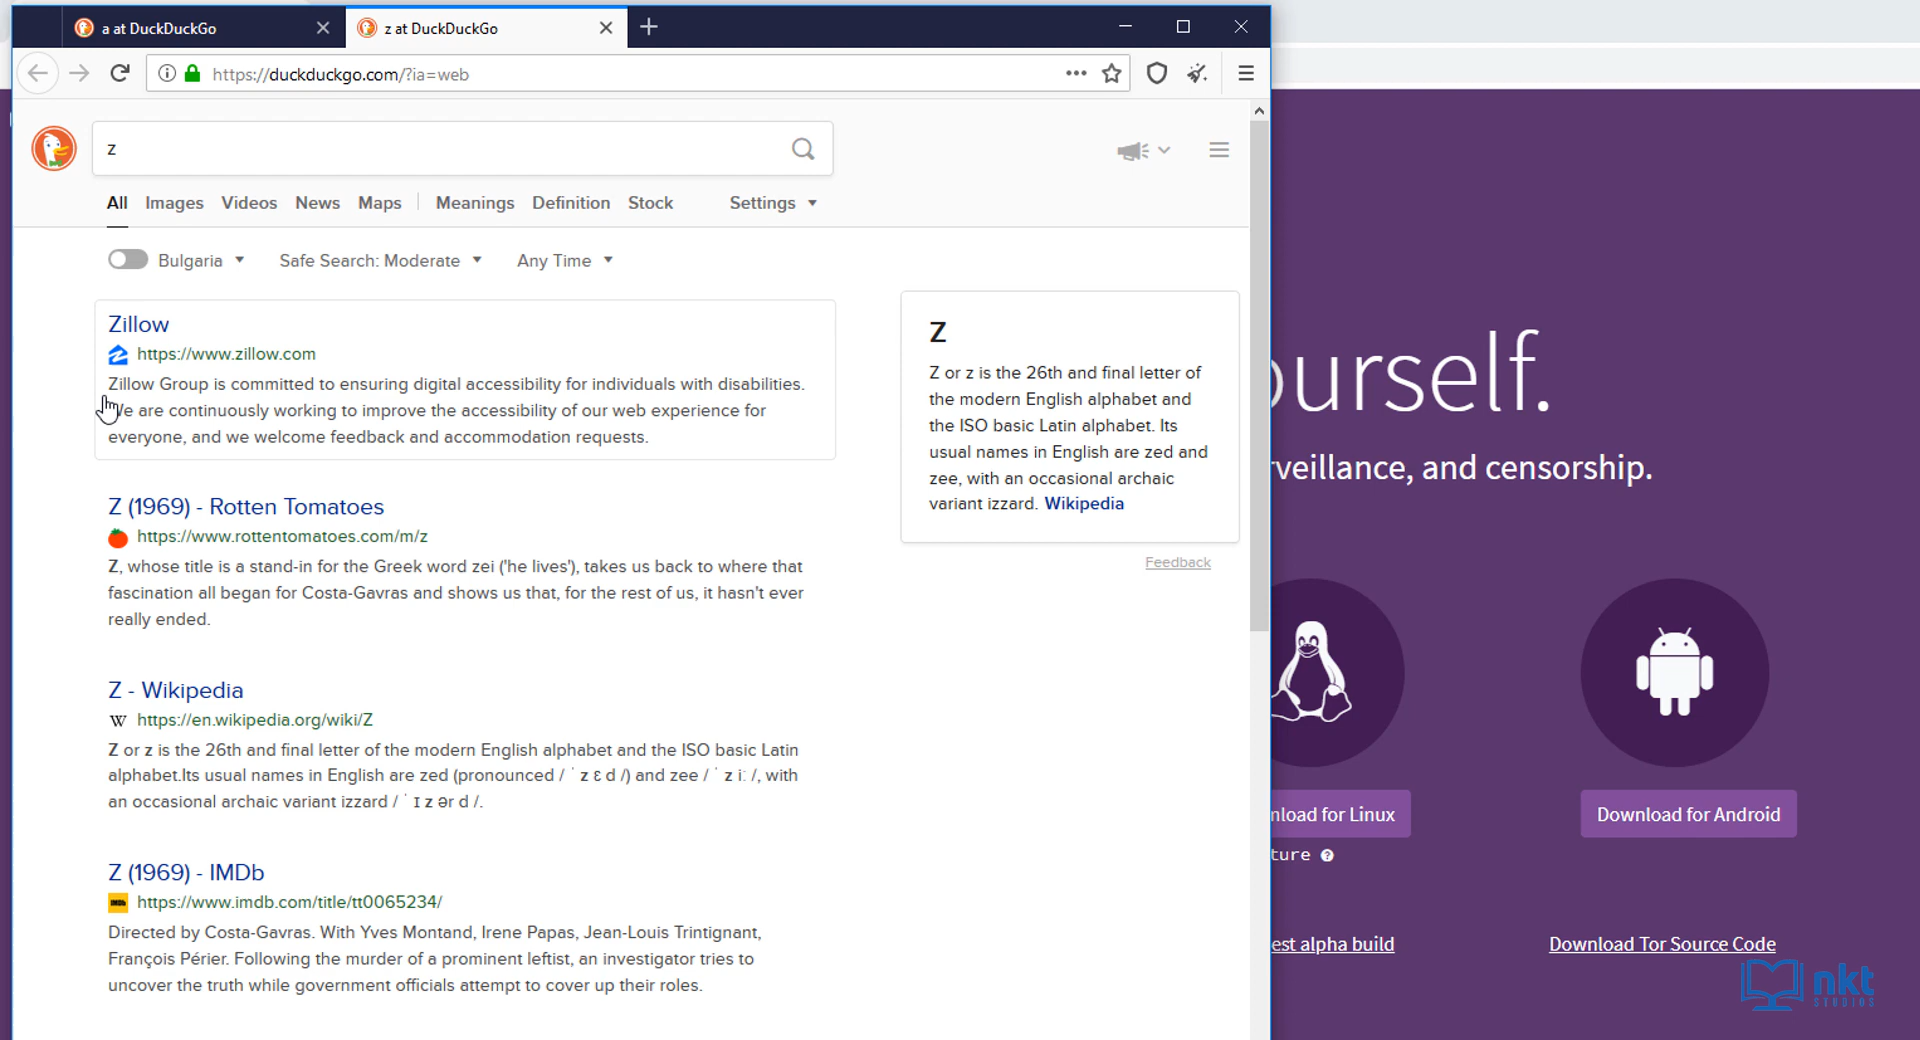 a at DuckDuckGo
z at DuckDuckGo
https://duckduckgo.com/?ia=web
z
All Images Videos News Maps Meanings Definition Stock Settings
Bulgaria Safe Search: Moderate Any Time
Zillow
https://www.zillow.com
Zillow Group is committed to ensuring digital accessibility for individuals with disabilities.
We are continuously working to improve the accessibility of our web experience for
everyone, and we welcome feedback and accommodation requests.
Z (1969) - Rotten Tomatoes
https://www.rottentomatoes.com/m/z
Z, whose title is a stand-in for the Greek word zei ('he lives'), takes us back to where that
fascination all began for Costa-Gavras and shows us that, for the rest of us, it hasn't ever
really ended.
Z - Wikipedia
W https://en.wikipedia.org/wiki/Z
Z or z is the 26th and final letter of the modern English alphabet and the ISO basic Latin
alphabet.Its usual names in English are zed (pronounced / ˈ z ɛ d /) and zee / ˈ z iː /, with
an occasional archaic variant izzard / ˈ ɪ z ər d /.
Z (1969) - IMDb
IMDb https://www.imdb.com/title/tt0065234/
Directed by Costa-Gavras. With Yves Montand, Irene Papas, Jean-Louis Trintignant,
François Périer. Following the murder of a prominent leftist, an investigator tries to
uncover the truth while government officials attempt to cover up their roles.
Z
Z or z is the 26th and final letter of
the modern English alphabet and
the ISO basic Latin alphabet. Its
usual names in English are zed and
zee, with an occasional archaic
variant izzard. Wikipedia
Feedback
ourself.
rveillance, and censorship.
nload for Linux
Download for Android
ture ?
est alpha build
Download Tor Source Code
nkt
STUDIOS